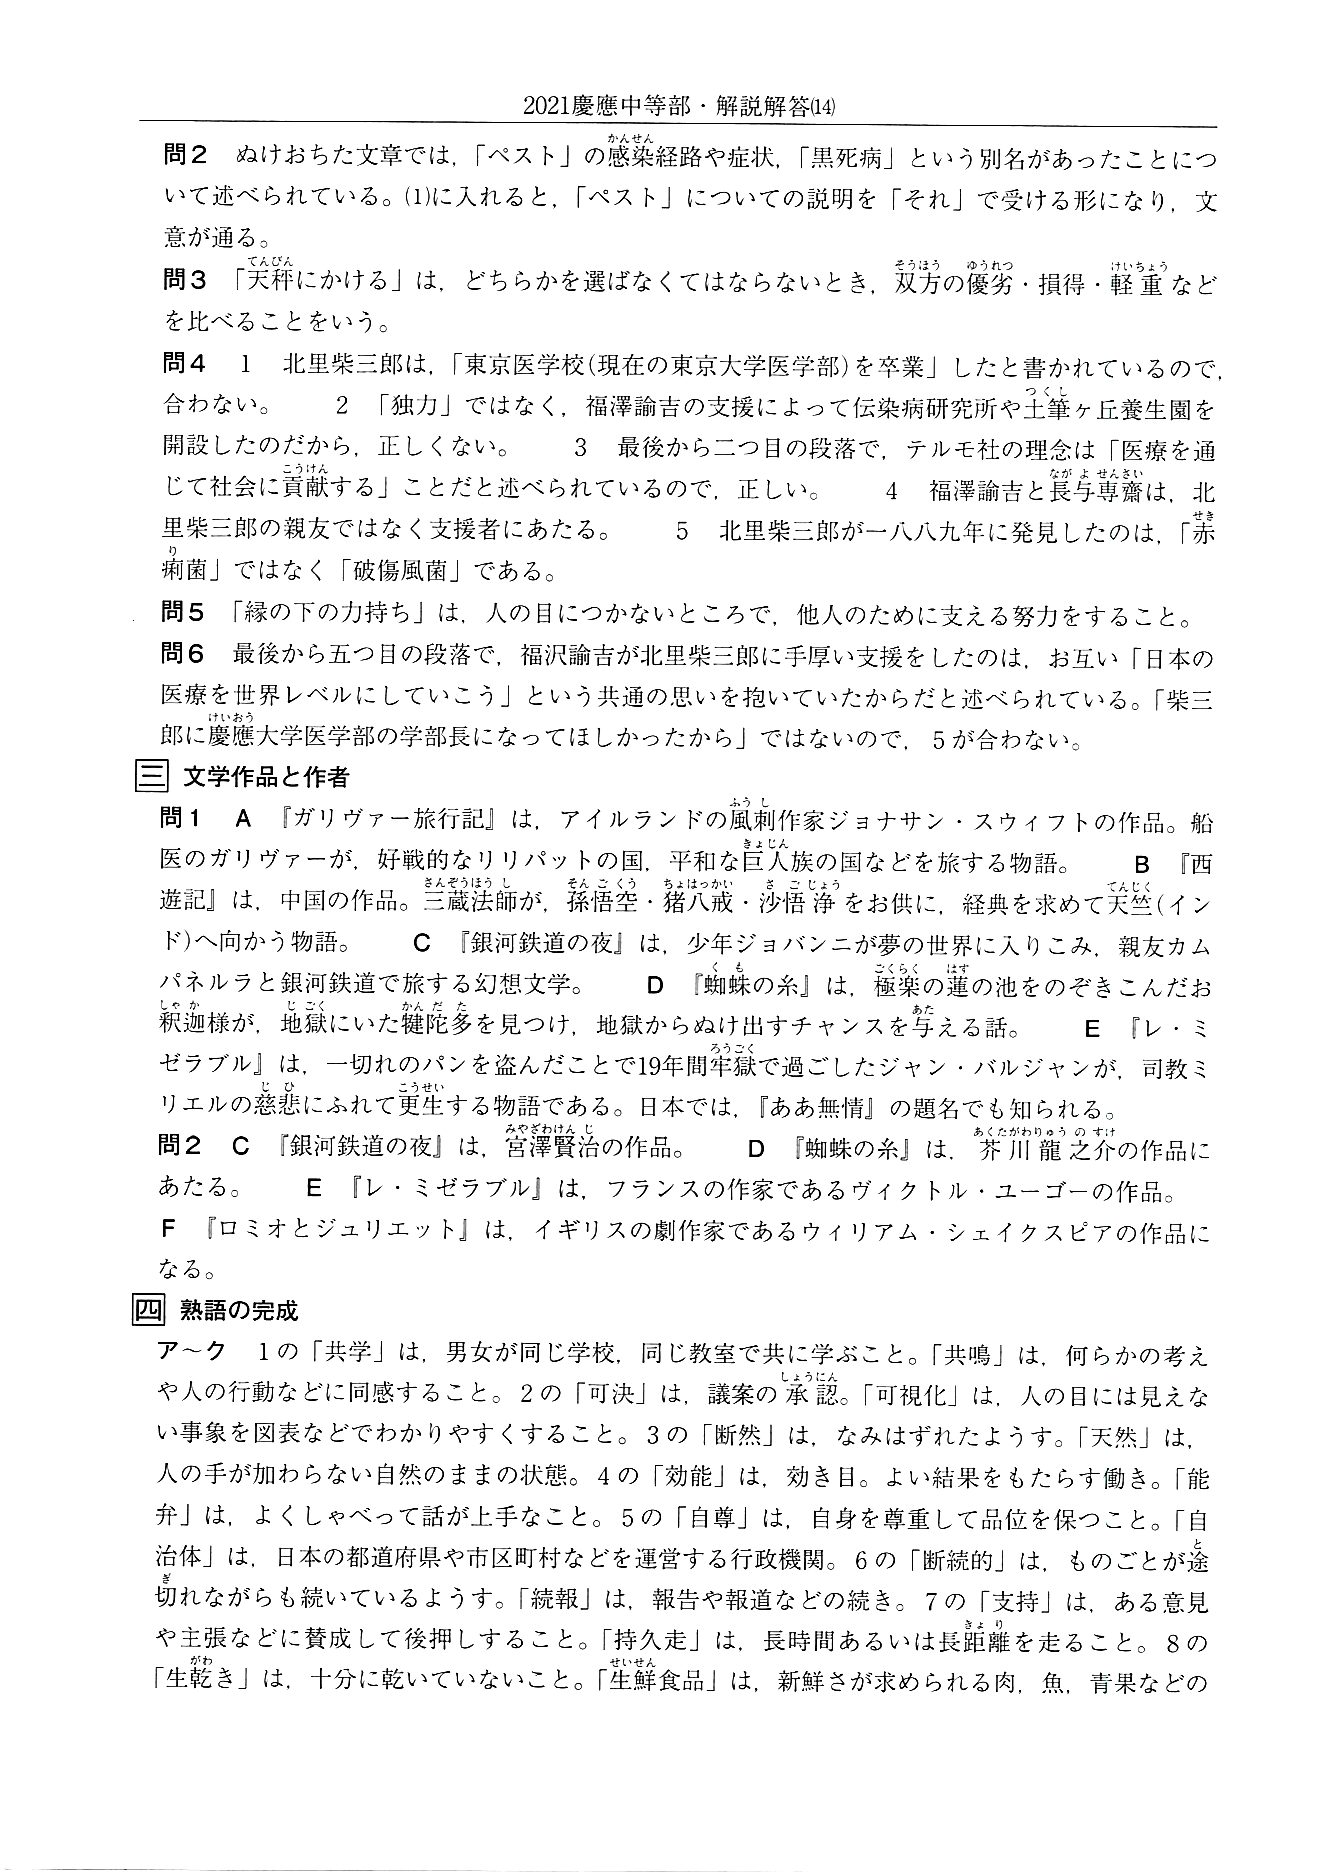 2021慶應中等部・解説解答⒁
問2　ぬけおちた文章では，「ペスト」の感染経路や症状，「黒死病」という別名があったことにつ
いて述べられている。⑴に入れると，「ペスト」についての説明を「それ」で受ける形になり，文
意が通る。
問3　「天秤にかける」は，どちらかを選ばなくてはならないとき，双方の優劣・損得・軽重など
を比べることをいう。
問4　1　北里柴三郎は，「東京医学校(現在の東京大学医学部)を卒業」したと書かれているので，
合わない。　2　「独力」ではなく，福澤諭吉の支援によって伝染病研究所や土筆ヶ丘養生園を
開設したのだから，正しくない。　3　最後から二つ目の段落で，テルモ社の理念は「医療を通
じて社会に貢献する」ことだと述べられているので，正しい。　4　福澤諭吉と長与専齋は，北
里柴三郎の親友ではなく支援者にあたる。　5　北里柴三郎が一八八九年に発見したのは，「赤
痢菌」ではなく「破傷風菌」である。
問5　「縁の下の力持ち」は，人の目につかないところで，他人のために支える努力をすること。
問6　最後から五つ目の段落で，福沢諭吉が北里柴三郎に手厚い支援をしたのは，お互い「日本の
医療を世界レベルにしていこう」という共通の思いを抱いていたからだと述べられている。「柴三
郎に慶應大学医学部の学部長になってほしかったから」ではないので，5が合わない。
三　文学作品と作者
問1　A　『ガリヴァー旅行記』は，アイルランドの風刺作家ジョナサン・スウィフトの作品。船
医のガリヴァーが，好戦的なリリパットの国，平和な巨人族の国などを旅する物語。　B　『西
遊記』は，中国の作品。三蔵法師が，孫悟空・猪八戒・沙悟浄をお供に，経典を求めて天竺(イン
ド)へ向かう物語。　C　『銀河鉄道の夜』は，少年ジョバンニが夢の世界に入りこみ，親友カム
パネルラと銀河鉄道で旅する幻想文学。　D　『蜘蛛の糸』は，極楽の蓮の池をのぞきこんだお
釈迦様が，地獄にいた犍陀多を見つけ，地獄からぬけ出すチャンスを与える話。　E　『レ・ミ
ゼラブル』は，一切れのパンを盗んだことで19年間牢獄で過ごしたジャン・バルジャンが，司教ミ
リエルの慈悲にふれて更生する物語である。日本では，『ああ無情』の題名でも知られる。
問2　C　『銀河鉄道の夜』は，宮澤賢治の作品。　D　『蜘蛛の糸』は，芥川龍之介の作品に
あたる。　E　『レ・ミゼラブル』は，フランスの作家であるヴィクトル・ユーゴーの作品。
F　『ロミオとジュリエット』は，イギリスの劇作家であるウィリアム・シェイクスピアの作品に
なる。
四　熟語の完成
ア～ク　1の「共学」は，男女が同じ学校，同じ教室で共に学ぶこと。「共鳴」は，何らかの考え
や人の行動などに同感すること。2の「可決」は，議案の承認。「可視化」は，人の目には見えな
い事象を図表などでわかりやすくすること。3の「断然」は，なみはずれたようす。「天然」は，
人の手が加わらない自然のままの状態。4の「効能」は，効き目。よい結果をもたらす働き。「能
弁」は，よくしゃべって話が上手なこと。5の「自尊」は，自身を尊重して品位を保つこと。「自
治体」は，日本の都道府県や市区町村などを運営する行政機関。6の「断続的」は，ものごとが途
切れながらも続いているようす。「続報」は，報告や報道などの続き。7の「支持」は，ある意見
や主張などに賛成して後押しすること。「持久走」は，長時間あるいは長距離を走ること。8の
「生乾き」は，十分に乾いていないこと。「生鮮食品」は，新鮮さが求められる肉，魚，青果などの